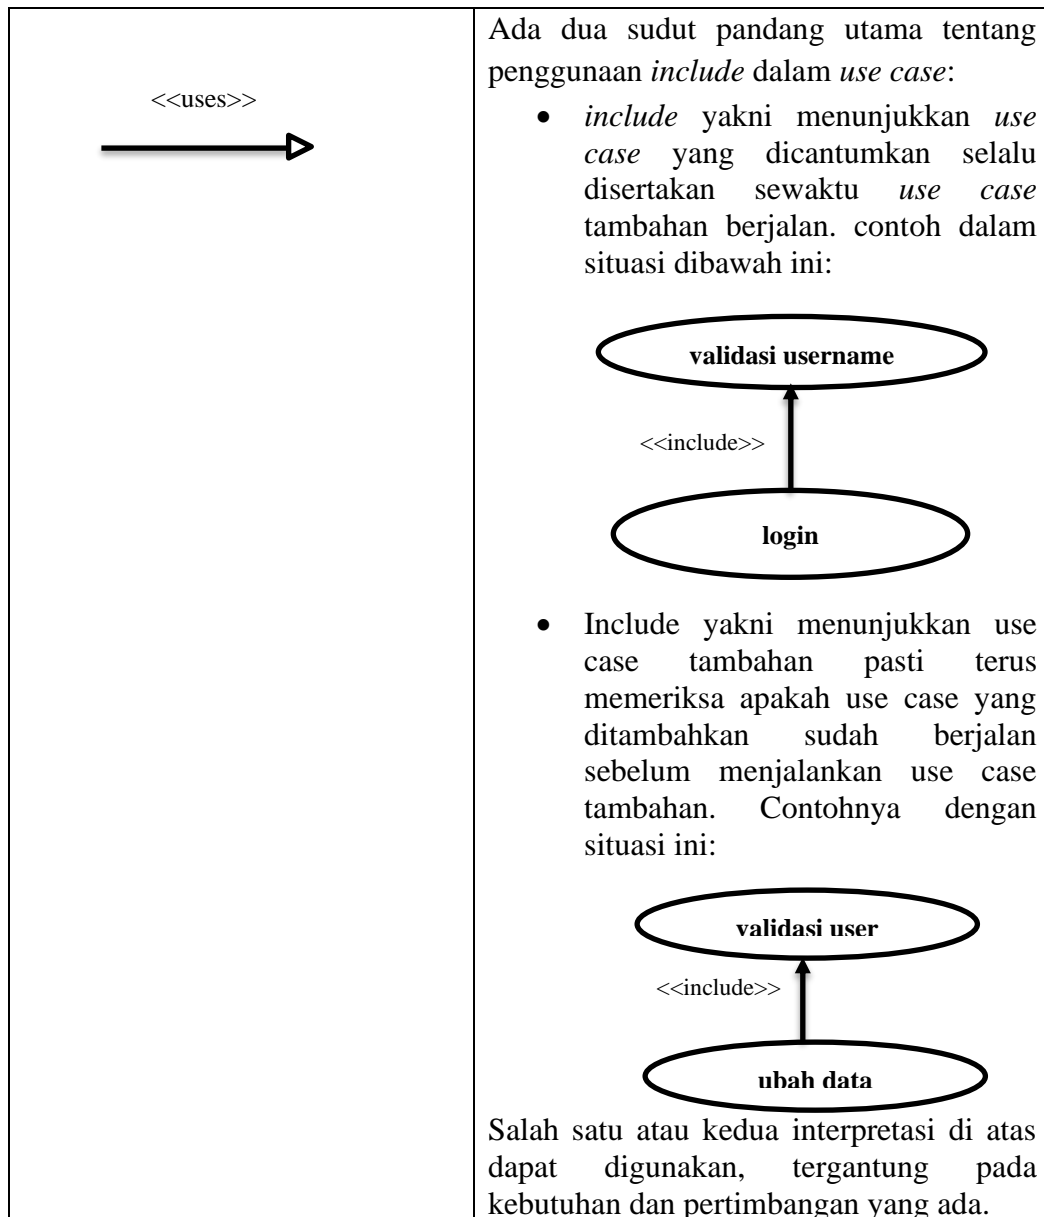 <<uses>>
Ada dua sudut pandang utama tentang
penggunaan include dalam use case:
• include yakni menunjukkan use
case yang dicantumkan selalu
disertakan sewaktu use case
tambahan berjalan. contoh dalam
situasi dibawah ini:
validasi username
<<include>>
login
• Include yakni menunjukkan use
case tambahan pasti terus
memeriksa apakah use case yang
ditambahkan sudah berjalan
sebelum menjalankan use case
tambahan. Contohnya dengan
situasi ini:
validasi user
<<include>>
ubah data
Salah satu atau kedua interpretasi di atas
dapat digunakan, tergantung pada
kebutuhan dan pertimbangan yang ada.